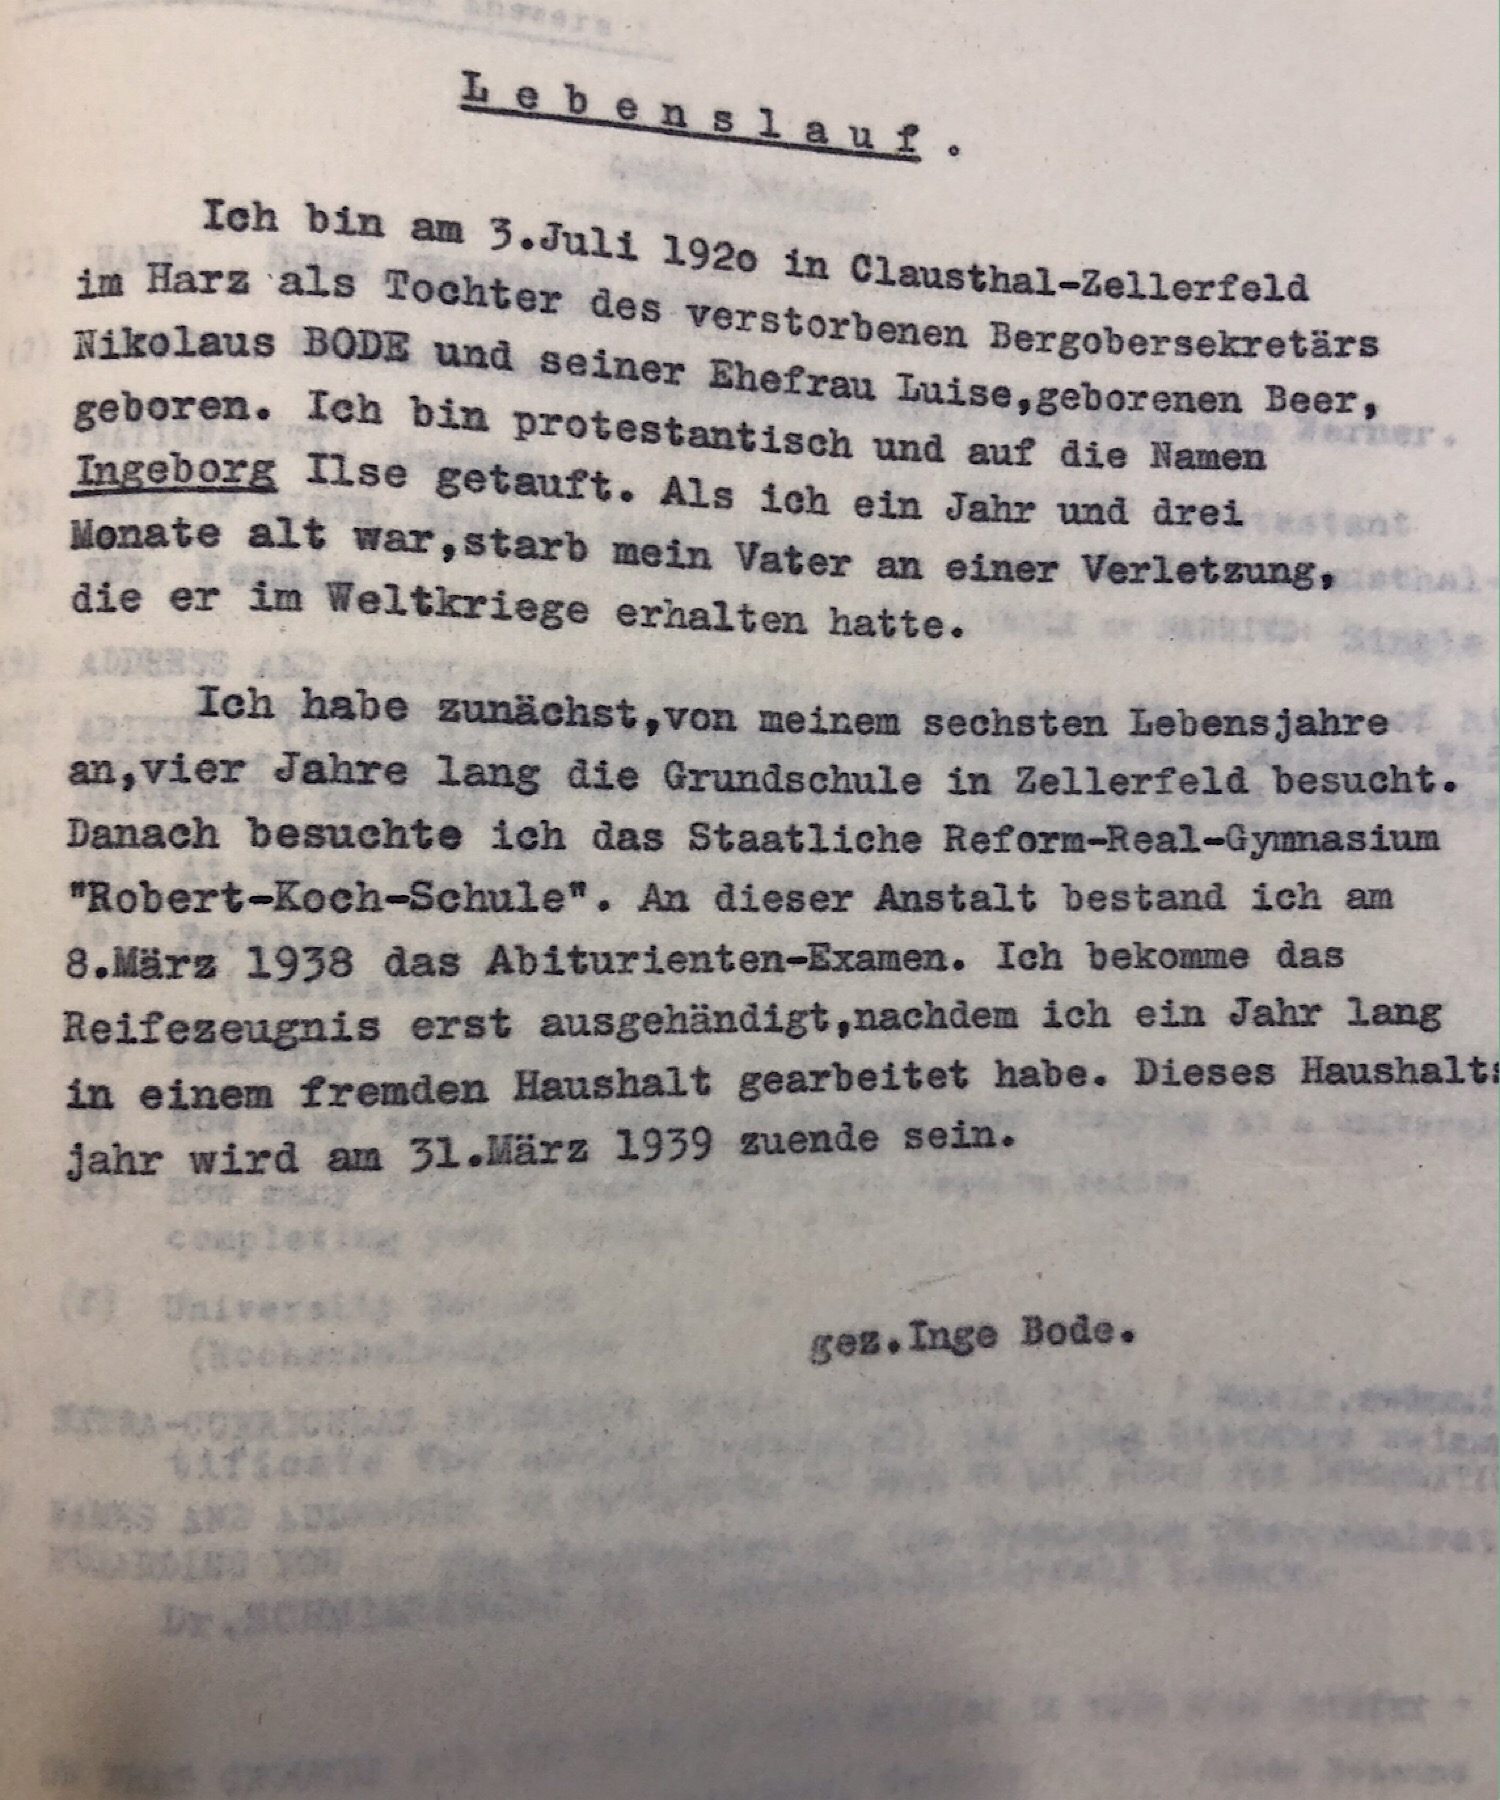 Lebenslauf.
Ich bin am 3.Juli 1920 in Clausthal-Zellerfeld
im Harz als Tochter des verstorbenen Bergobersekretärs
Nikolaus BODE und seiner Ehefrau Luise,geborenen Beer,
geboren. Ich bin protestantisch und auf die Namen
Ingeborg Ilse getauft. Als ich ein Jahr und drei
Monate alt war,starb mein Vater an einer Verletzung,
die er im Weltkriege erhalten hatte.
Ich habe zunächst,von meinem sechsten Lebensjahre
an,vier Jahre lang die Grundschule in Zellerfeld besucht.
Danach besuchte ich das Staatliche Reform-Real-Gymnasium
"Robert-Koch-Schule". An dieser Anstalt bestand ich am
8.März 1938 das Abiturienten-Examen. Ich bekomme das
Reifezeugnis erst ausgehändigt,nachdem ich ein Jahr lang
in einem fremden Haushalt gearbeitet habe. Dieses Haushalts
jahr wird am 31.März 1939 zuende sein.
gez.Inge Bode.